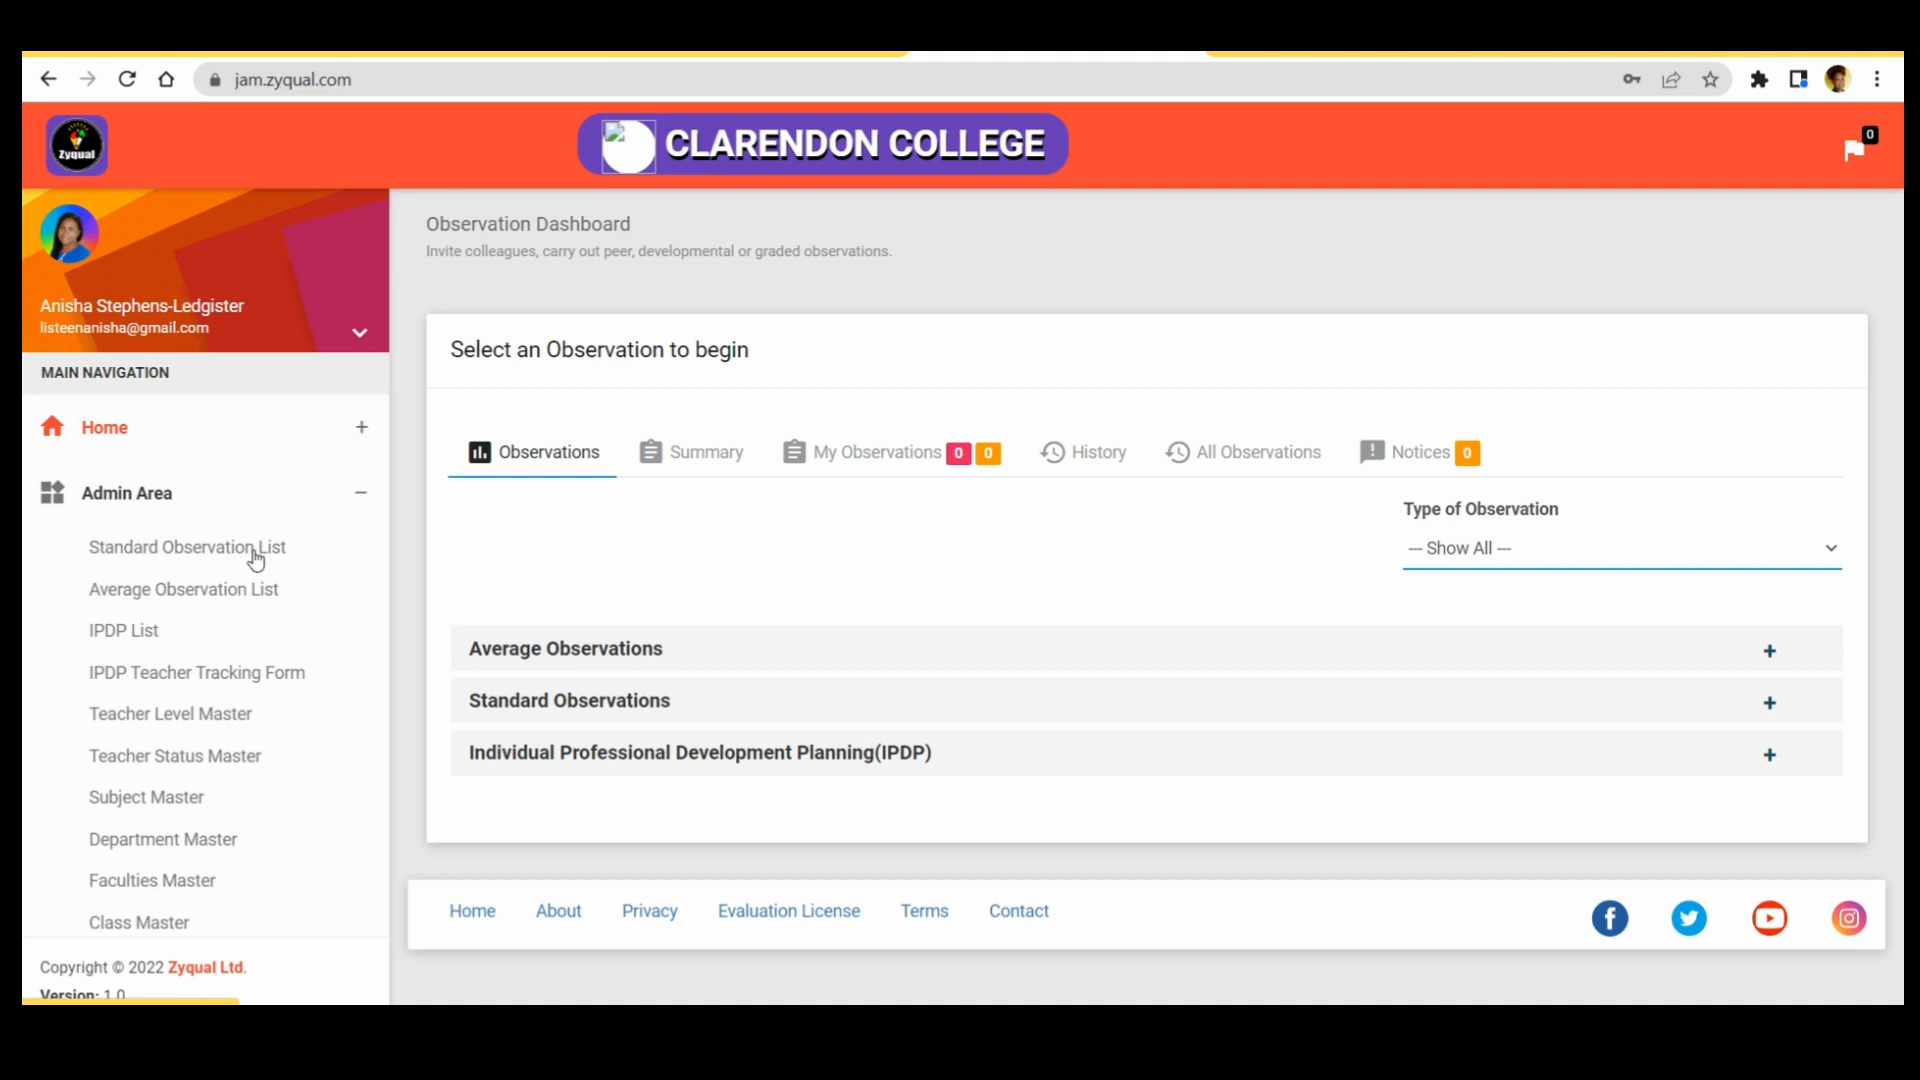 jam.zyqual.com
Zyqual
CLARENDON COLLEGE
0
Anisha Stephens-Ledgister
listeenanisha@gmail.com
MAIN NAVIGATION
Home
Admin Area
Standard Observation List
Average Observation List
IPDP List
IPDP Teacher Tracking Form
Teacher Level Master
Teacher Status Master
Subject Master
Department Master
Faculties Master
Class Master
Copyright © 2022 Zyqual Ltd.
Version: 1.0
Observation Dashboard
Invite colleagues, carry out peer, developmental or graded observations.
Select an Observation to begin
Observations Summary My Observations 0 0 History All Observations Notices 0
Type of Observation
--- Show All ---
Average Observations
Standard Observations
Individual Professional Development Planning(IPDP)
Home About Privacy Evaluation License Terms Contact